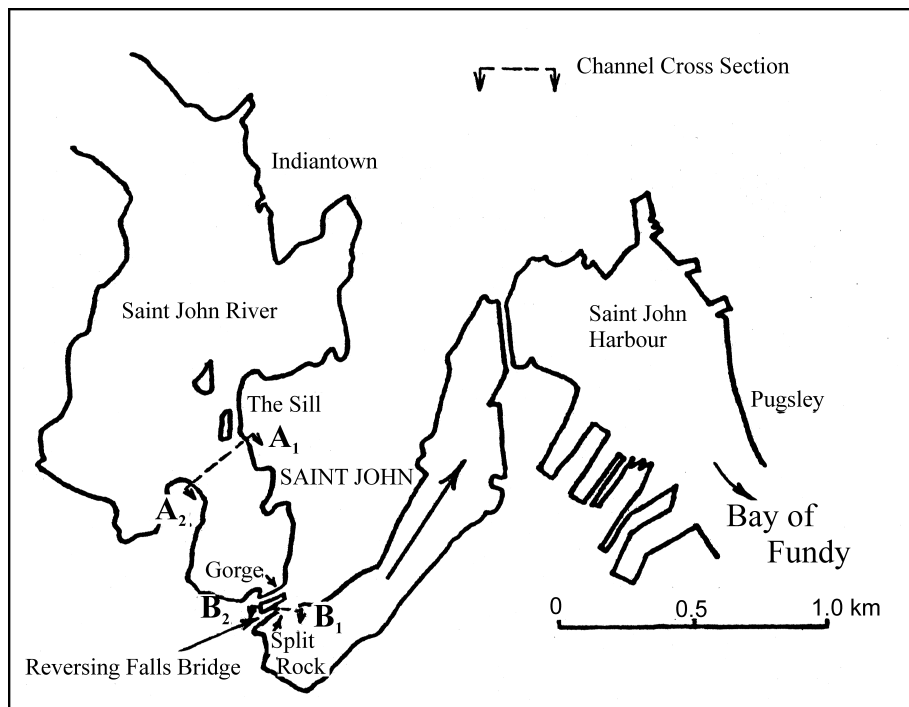 Channel Cross Section
Indiantown
Saint John River
Saint John
Harbour
The Sill
Pugsley
A1
SAINT JOHN
A2
Bay of
Fundy
Gorge
B2
B1
Split
Rock
Reversing Falls Bridge
0 0.5 1.0 km